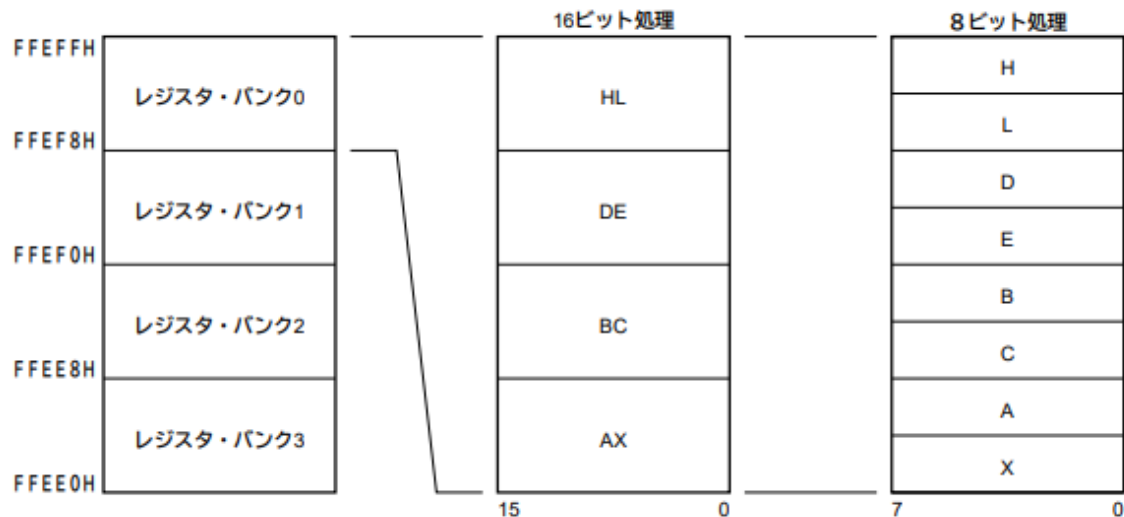 16ビット処理
8ビット処理
FFEFFH
レジスタ・バンク0
HL
H
L
FFEF8H
レジスタ・バンク1
DE
D
E
FFEF0H
レジスタ・バンク2
BC
B
C
FFEE8H
レジスタ・バンク3
AX
A
X
FFEE0H
15
0
7
0